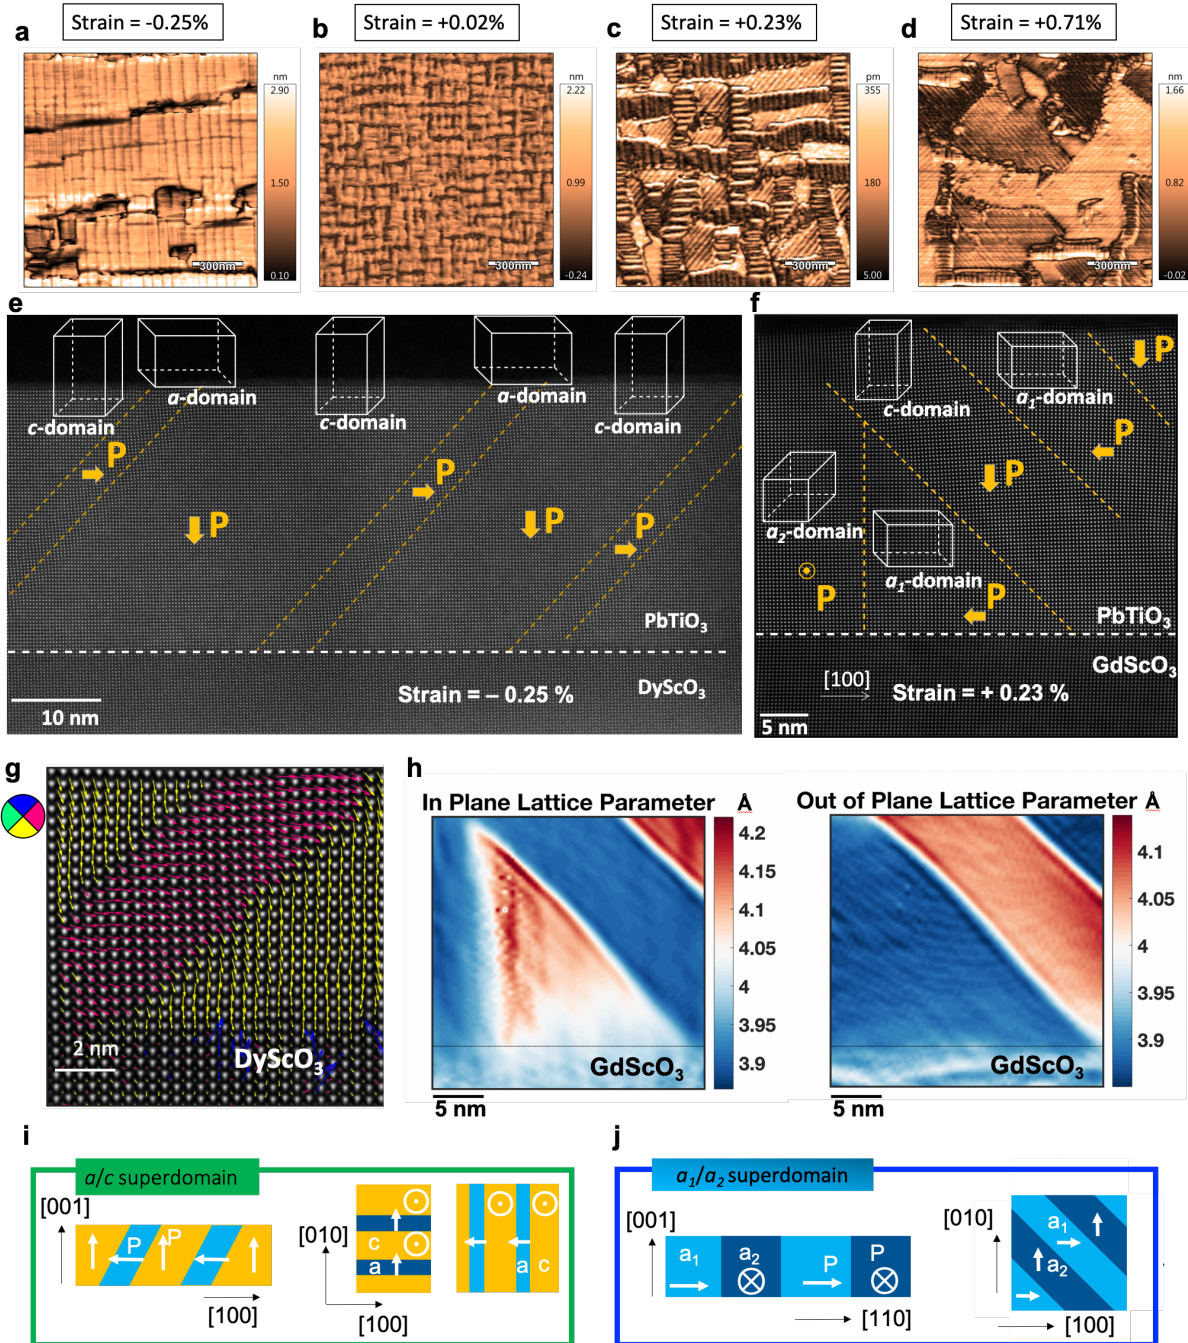 Strain = -0.25%
Strain = +0.02%
Strain = +0.23%
Strain = +0.71%
a
b
c
d
nm
2.90
1.50
0.10
300nm
nm
2.22
0.99
-0.24
300nm
pm
355
180
5.00
300nm
nm
1.66
0.82
-0.02
300nm
e
c-domain
a-domain
c-domain
a-domain
c-domain
P
P
P
P
P
PbTiO3
DyScO3
Strain = – 0.25 %
10 nm
f
c-domain
a1-domain
P
P
P
a2-domain
a1-domain
P
P
PbTiO3
GdScO3
[100]
Strain = + 0.23 %
5 nm
g
2 nm
DyScO3
h
In Plane Lattice Parameter Å
4.2
4.15
4.1
4.05
4
3.95
3.9
GdScO3
5 nm
Out of Plane Lattice Parameter Å
4.1
4.05
4
3.95
3.9
GdScO3
5 nm
i
a/c superdomain
[001]
P
P
[100]
[010]
c
a
[100]
a
c
j
a1/a2 superdomain
[001]
a1
a2
P
P
[110]
[010]
a1
a2
[100]